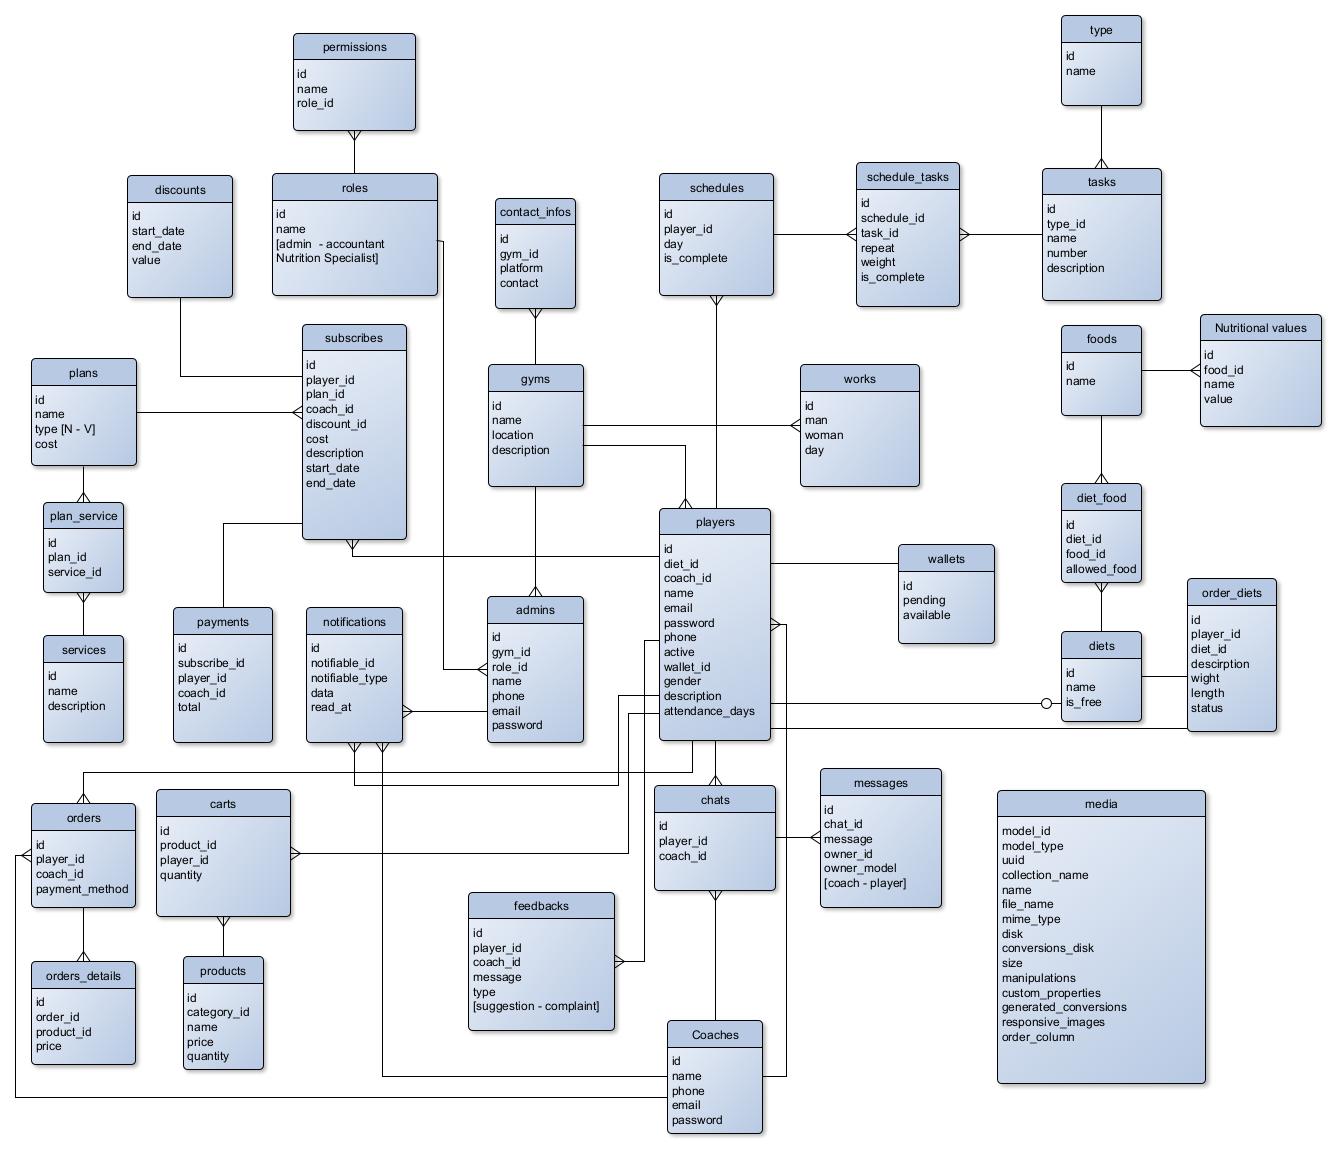 type
id
name
permissions
id
name
role_id
discounts
id
start_date
end_date
value
roles
id
name
[admin - accountant
Nutrition Specialist]
contact_infos
id
gym_id
platform
contact
schedules
id
player_id
day
is_complete
schedule_tasks
id
schedule_id
task_id
repeat
weight
is_complete
tasks
id
type_id
name
number
description
plans
id
name
type [N - V]
cost
subscribes
id
player_id
plan_id
coach_id
discount_id
cost
description
start_date
end_date
gyms
id
name
location
description
works
id
man
woman
day
foods
id
name
Nutritional values
id
food_id
name
value
plan_service
id
plan_id
service_id
players
id
diet_id
coach_id
name
email
password
phone
active
wallet_id
gender
description
attendance_days
wallets
id
pending
available
diet_food
id
diet_id
food_id
allowed_food
order_diets
id
player_id
diet_id
descirption
wight
length
status
services
id
name
description
payments
id
subscribe_id
player_id
coach_id
total
notifications
id
notifiable_id
notifiable_type
data
read_at
admins
id
gym_id
role_id
name
phone
email
password
diets
id
name
is_free
orders
id
player_id
coach_id
payment_method
carts
id
product_id
player_id
quantity
chats
id
player_id
coach_id
messages
id
chat_id
message
owner_id
owner_model
[coach - player]
media
model_id
model_type
uuid
collection_name
name
file_name
mime_type
disk
conversions_disk
size
manipulations
custom_properties
generated_conversions
responsive_images
order_column
orders_details
id
order_id
product_id
price
products
id
category_id
name
price
quantity
feedbacks
id
player_id
coach_id
message
type
[suggestion - complaint]
Coaches
id
name
phone
email
password